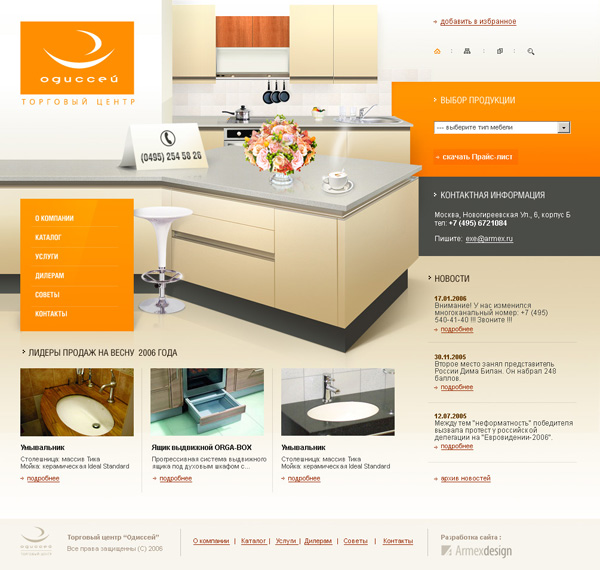 одиссей
ТОРГОВЫЙ ЦЕНТР
(0495) 254 58 26
О КОМПАНИИ
КАТАЛОГ
УСЛУГИ
ДИЛЕРАМ
СОВЕТЫ
КОНТАКТЫ
добавить в избранное
ВЫБОР ПРОДУКЦИИ
--- выберите тип мебели
скачать Прайс-лист
КОНТАКТНАЯ ИНФОРМАЦИЯ
Москва, Новогиреевская Ул., 6, корпус Б
тел: +7 (495) 6721084
Пишите: exe@armex.ru
НОВОСТИ
17.01.2006
Внимание! У нас изменился
многоканальный номер: +7 (495)
540-41-40 !!! Звоните !!!
подробнее
30.11.2005
Второе место занял представитель
России Дима Билан. Он набрал 248
баллов.
подробнее
12.07.2005
Между тем "неформатность" победителя
вызвала протест у российской
делегации на "Евровидении-2006".
подробнее
архив новостей
ЛИДЕРЫ ПРОДАЖ НА ВЕСНУ 2006 ГОДА
Умывальник
Столешница: массив Тика
Мойка: керамическая Ideal Standard
подробнее
Ящик выдвизной ORGA-BOX
Прогрессивная система выдвижного
ящика под духовым шкафом с...
подробнее
Умывальник
Столешница: массив Тика
Мойка: керамическая Ideal Standard
подробнее
одиссей
ТОРГОВЫЙ ЦЕНТР
Торговый центр "Одиссей"
Все права защищенны (С) 2006
О компании | Каталог | Услуги | Дилерам | Советы | Контакты
Разработка сайта :
Armexdesign